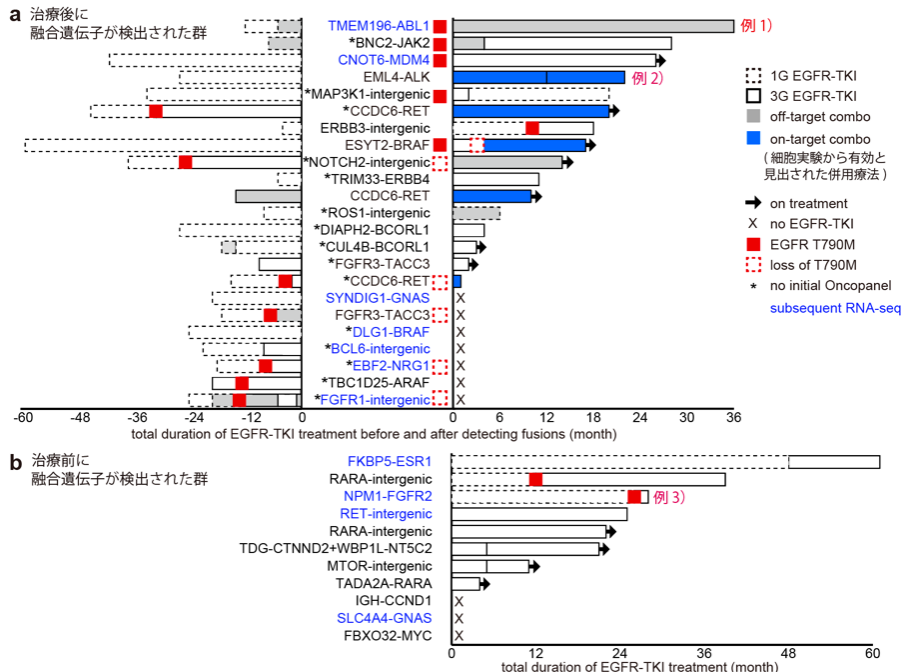 a 治療後に
融合遺伝子が検出された群
TMEM196-ABL1
例 1）
*BNC2-JAK2
CNOT6-MDM4
EML4-ALK
例 2）
*MAP3K1-intergenic
*CCDC6-RET
ERBB3-intergenic
ESYT2-BRAF
*NOTCH2-intergenic
*TRIM33-ERBB4
CCDC6-RET
*ROS1-intergenic
*DIAPH2-BCORL1
*CUL4B-BCORL1
*FGFR3-TACC3
*CCDC6-RET
SYNDIG1-GNAS X
FGFR3-TACC3 X
*DLG1-BRAF X
*BCL6-intergenic X
*EBF2-NRG1 X
*TBC1D25-ARAF X
*FGFR1-intergenic X
-60 -48 -36 -24 -12 0 0 6 12 18 24 30 36
total duration of EGFR-TKI treatment before and after detecting fusions (month)
1G EGFR-TKI
3G EGFR-TKI
off-target combo
on-target combo
( 細胞実験から有効と
見出された併用療法 )
on treatment
X no EGFR-TKI
EGFR T790M
loss of T790M
* no initial Oncopanel
subsequent RNA-seq
b 治療前に
融合遺伝子が検出された群
FKBP5-ESR1
RARA-intergenic
NPM1-FGFR2
例 3）
RET-intergenic
RARA-intergenic
TDG-CTNND2+WBP1L-NT5C2
MTOR-intergenic
TADA2A-RARA
IGH-CCND1 X
SLC4A4-GNAS X
FBXO32-MYC X
0 12 24 36 48 60
total duration of EGFR-TKI treatment (month)